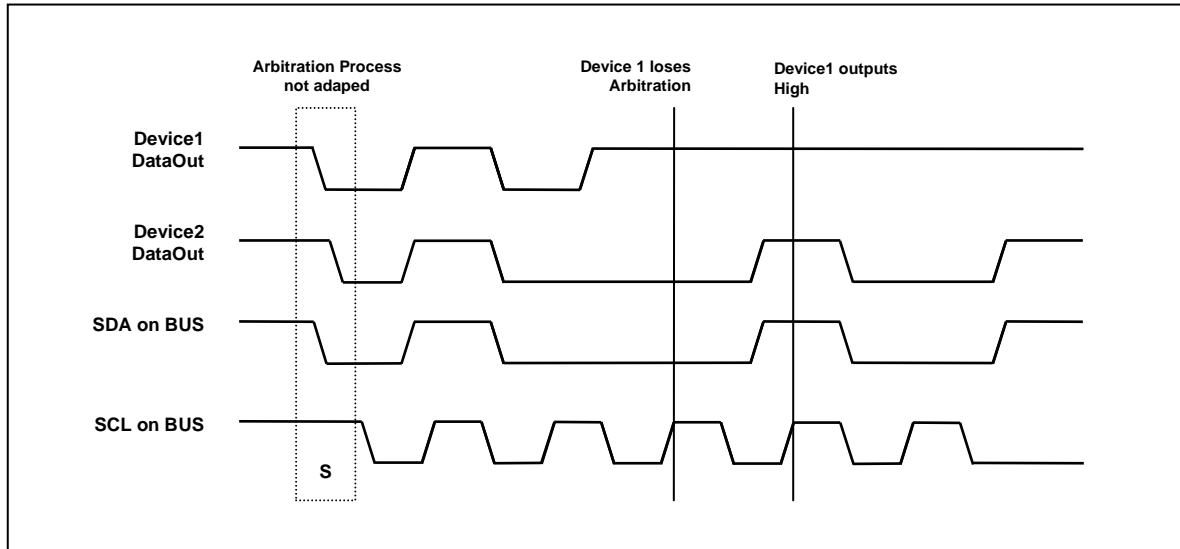 Arbitration Process
not adaped
Device 1 loses
Arbitration
Device1 outputs
High
Device1
DataOut
Device2
DataOut
SDA on BUS
SCL on BUS
S